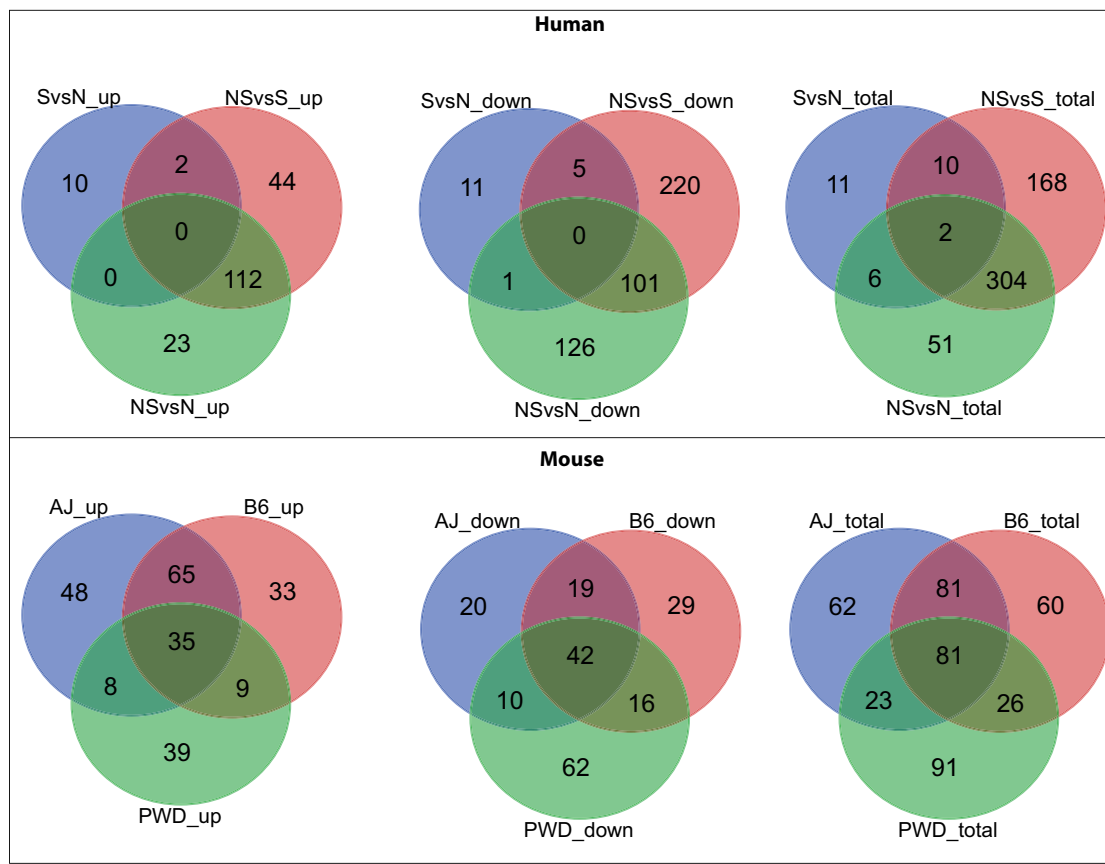 Human
SvsN_up NSvsS_up
10 2 44
0
0 112
23
NSvsN_up
SvsN_down NSvsS_down
11 5 220
0
1 101
126
NSvsN_down
SvsN_total NSvsS_total
11 10 168
2
6 304
51
NSvsN_total
Mouse
AJ_up B6_up
48 65 33
35
8 9
39
PWD_up
AJ_down B6_down
20 19 29
42
10 16
62
PWD_down
AJ_total B6_total
62 81 60
81
23 26
91
PWD_total